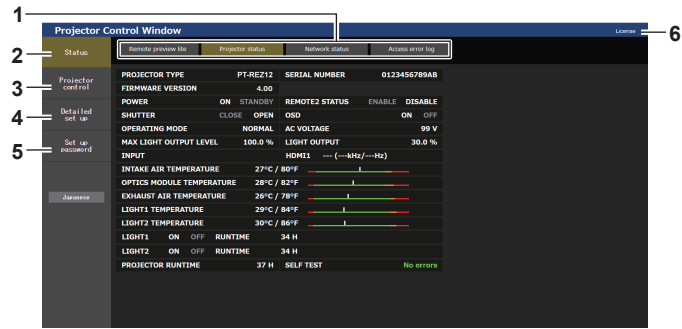 1
Projector Control Window
License
6
2
Status
Remote preview lite Projector status Network status Access error log
3
Projector
control
4
Detailed
set up
5
Set up
password
Japanese
PROJECTOR TYPE PT-REZ12 SERIAL NUMBER 0123456789AB
FIRMWARE VERSION 4.00
POWER ON STANDBY REMOTE2 STATUS ENABLE DISABLE
SHUTTER CLOSE OPEN OSD ON OFF
OPERATING MODE NORMAL AC VOLTAGE 99 V
MAX LIGHT OUTPUT LEVEL 100.0 % LIGHT OUTPUT 30.0 %
INPUT HDMI1 --- (---kHz/---Hz)
INTAKE AIR TEMPERATURE 27°C / 80°F
OPTICS MODULE TEMPERATURE 28°C / 82°F
EXHAUST AIR TEMPERATURE 26°C / 78°F
LIGHT1 TEMPERATURE 29°C / 84°F
LIGHT2 TEMPERATURE 30°C / 86°F
LIGHT1 ON OFF RUNTIME 34 H
LIGHT2 ON OFF RUNTIME 34 H
PROJECTOR RUNTIME 37 H SELF TEST No errors